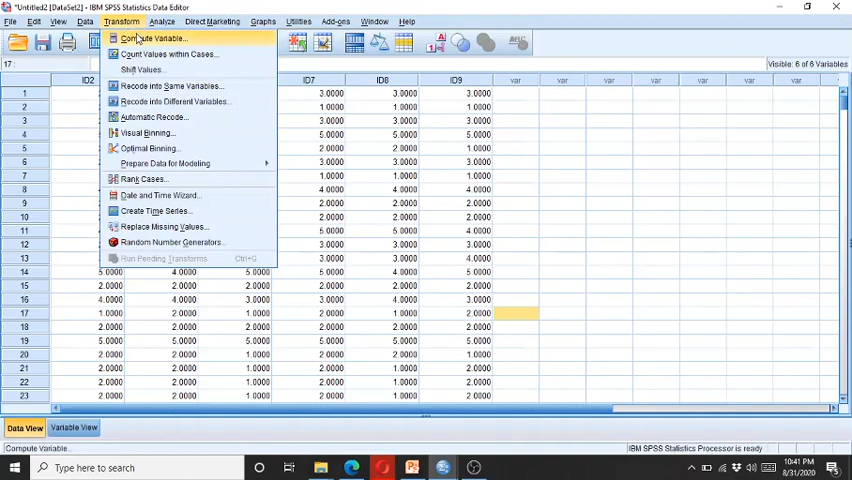 *Untitled2 [DataSet2] - IBM SPSS Statistics Data Editor
File Edit View Data Transform Analyze Direct Marketing Graphs Utilities Add-ons Window Help
17 : Visible: 6 of 6 Variables
Compute Variable...
Count Values within Cases...
Shift Values...
Recode into Same Variables...
Recode into Different Variables...
Automatic Recode...
Visual Binning...
Optimal Binning...
Prepare Data for Modeling
Rank Cases...
Date and Time Wizard...
Create Time Series...
Replace Missing Values...
Random Number Generators...
Run Pending Transforms Ctrl+G
ID2 ID7 ID8 ID9 var var var var var var var
1 3.0000 3.0000 3.0000
2 1.0000 1.0000 1.0000
3 3.0000 3.0000 3.0000
4 5.0000 5.0000 4.0000
5 2.0000 3.0000 1.0000
6 3.0000 3.0000 3.0000
7 1.0000 1.0000 1.0000
8 4.0000 4.0000 4.0000
9 2.0000 2.0000 2.0000
10 2.0000 2.0000 2.0000
11 4.0000 4.0000 4.0000
12 3.0000 3.0000 3.0000
13 3.0000 3.0000 4.0000
14 5.0000 4.0000 5.0000 5.0000 4.0000 5.0000
15 2.0000 2.0000 2.0000 2.0000 2.0000 2.0000
16 4.0000 4.0000 3.0000 3.0000 4.0000 3.0000
17 1.0000 2.0000 1.0000 2.0000 1.0000 2.0000
18 2.0000 2.0000 2.0000 2.0000 2.0000 2.0000
19 5.0000 5.0000 5.0000 5.0000 5.0000 5.0000
20 2.0000 2.0000 1.0000 2.0000 2.0000 1.0000
21 2.0000 2.0000 1.0000 2.0000 1.0000 2.0000
22 2.0000 2.0000 2.0000 2.0000 1.0000 2.0000
23 2.0000 2.0000 2.0000 2.0000 1.0000 2.0000
Data View Variable View
Compute Variable... IBM SPSS Statistics Processor is ready
Type here to search
10:41 PM
8/31/2020